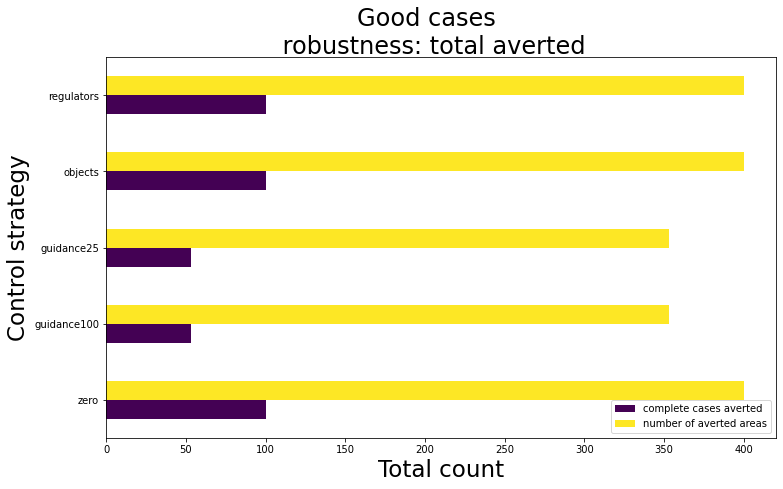 Good cases
robustness: total averted
Control strategy
regulators
objects
guidance25
guidance100
zero
complete cases averted
number of averted areas
0 50 100 150 200 250 300 350 400
Total count